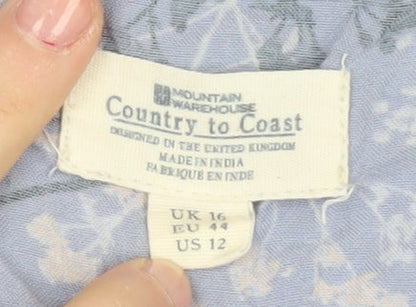 MOUNTAIN
WAREHOUSE
Country to Coast
DESIGNED IN THE UNITED KINGDOM
MADE IN INDIA
FABRIQUE EN INDE
UK 16
EU 44
US 12